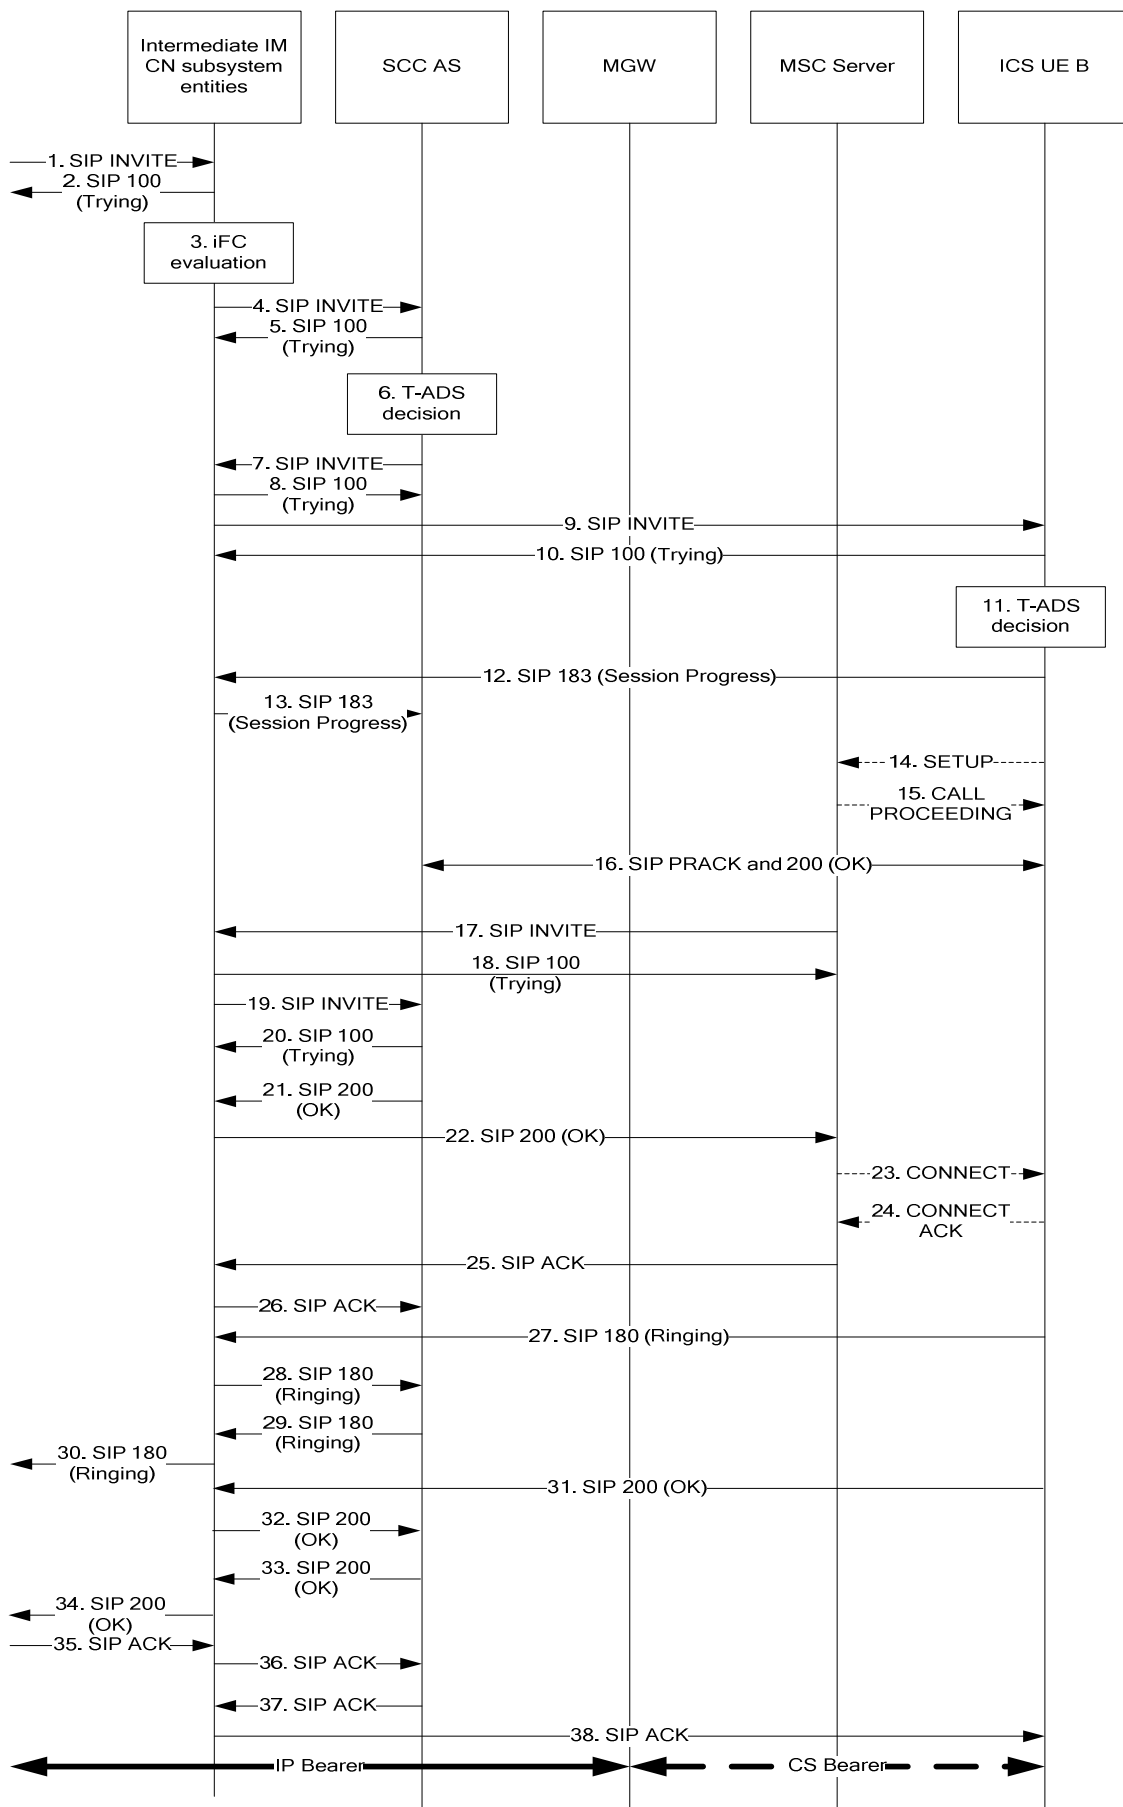 Intermediate IM
CN subsystem
entities
SCC AS
MGW
MSC Server
ICS UE B
1. SIP INVITE
2. SIP 100
(Trying)
3. iFC
evaluation
4. SIP INVITE
5. SIP 100
(Trying)
6. T-ADS
decision
7. SIP INVITE
8. SIP 100
(Trying)
9. SIP INVITE
10. SIP 100 (Trying)
11. T-ADS
decision
12. SIP 183 (Session Progress)
13. SIP 183
(Session Progress)
14. SETUP
15. CALL
PROCEEDING
16. SIP PRACK and 200 (OK)
17. SIP INVITE
18. SIP 100
(Trying)
19. SIP INVITE
20. SIP 100
(Trying)
21. SIP 200
(OK)
22. SIP 200 (OK)
23. CONNECT
24. CONNECT
ACK
25. SIP ACK
26. SIP ACK
27. SIP 180 (Ringing)
28. SIP 180
(Ringing)
29. SIP 180
(Ringing)
30. SIP 180
(Ringing)
31. SIP 200 (OK)
32. SIP 200
(OK)
33. SIP 200
(OK)
34. SIP 200
(OK)
35. SIP ACK
36. SIP ACK
37. SIP ACK
38. SIP ACK
IP Bearer
CS Bearer